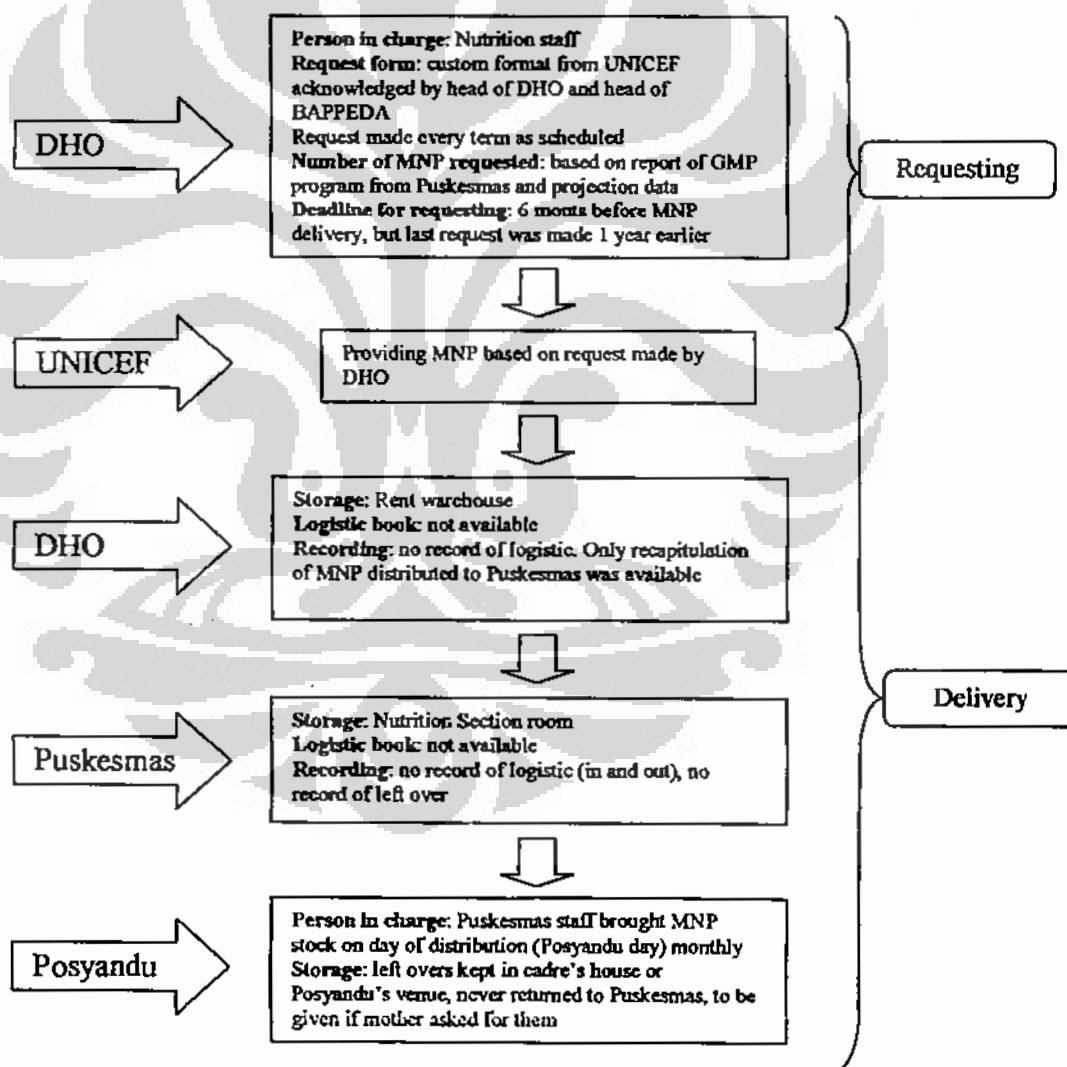 Person in charge: Nutrition staff
Request form: custom format from UNICEF
acknowledged by head of DHO and head of
BAPPEDA
Request made every term as scheduled
Number of MNP requested: based on report of GMP
program from Puskesmas and projection data
Deadline for requesting: 6 monts before MNP
delivery, but last request was made 1 year earlier
DHO
Requesting
UNICEF
Providing MNP based on request made by
DHO
DHO
Storage: Rent warhouse
Logistic book: not available
Recording: no record of logistic. Only recapitulation
of MNP distributed to Puskesmas was available
Delivery
Puskesmas
Storage: Nutrition Section room
Logistic book: not available
Recording: no record of logistic (in and out), no
record of left over
Posyandu
Person in charge: Puskesmas staff brought MNP
stock on day of distribution (Posyandu day) monthly
Storage: left overs kept in cadre's house or
Posyandu's venue, never returned to Puskesmas, to be
given if mother asked for them